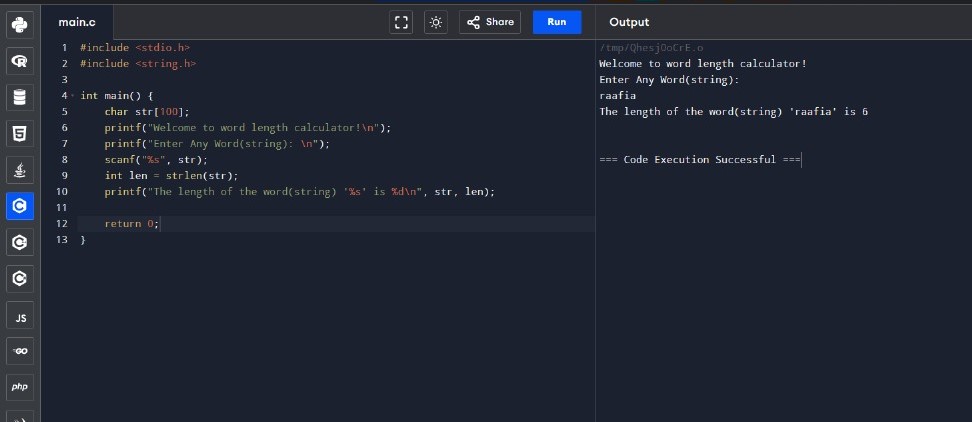 main.c
Share
Run
Output
1 #include <stdio.h>
2 #include <string.h>
3
4 int main() {
5 char str[100];
6 printf("Welcome to word length calculator!\n");
7 printf("Enter Any Word(string): \n");
8 scanf("%s", str);
9 int len = strlen(str);
10 printf("The length of the word(string) '%s' is %d\n", str, len);
11
12 return 0;
13 }
/tmp/QhesjOoCrE.o
Welcome to word length calculator!
Enter Any Word(string):
raafia
The length of the word(string) 'raafia' is 6
=== Code Execution Successful ===
JS
GO
php